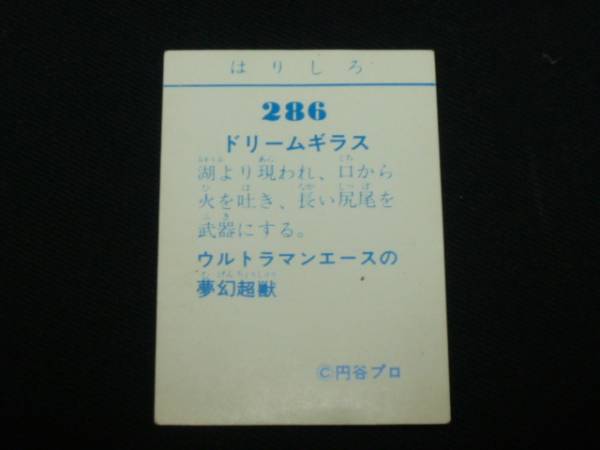 はりしろ
286
ドリームギラス
湖より現われ、口から
火を吐き、長い尻尾を
武器にする。
ウルトラマンエースの
夢幻超獣
©円谷プロ